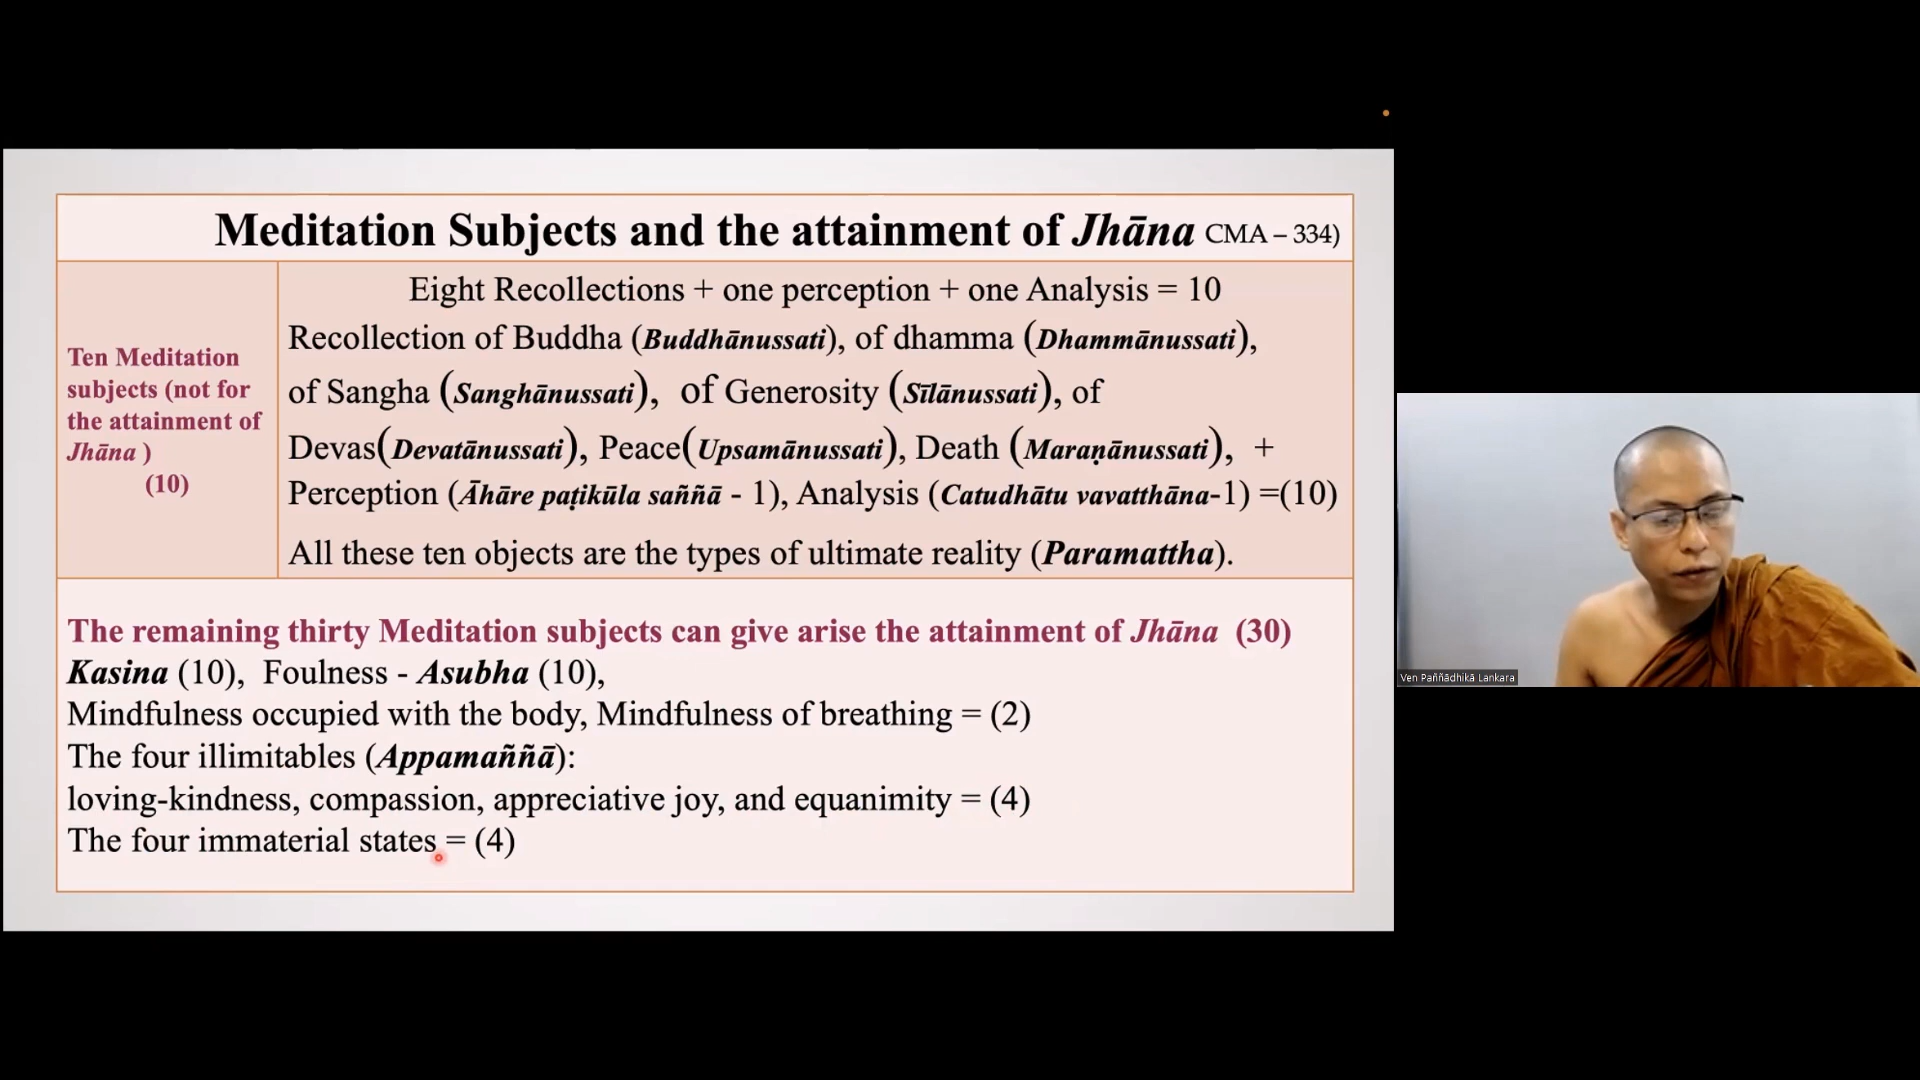 Meditation Subjects and the attainment of Jhāna CMA – 334)
Ten Meditation
subjects (not for
the attainment of
Jhāna )
(10)
Eight Recollections + one perception + one Analysis = 10
Recollection of Buddha (Buddhānussati), of dhamma (Dhammānussati),
of Sangha (Sanghānussati), of Generosity (Sīlānussati), of
Devas(Devatānussati), Peace(Upsamānussati), Death (Maraṇānussati), +
Perception (Āhāre paṭikūla saññā - 1), Analysis (Catudhātu vavatthāna-1) =(10)
All these ten objects are the types of ultimate reality (Paramattha).
The remaining thirty Meditation subjects can give arise the attainment of Jhāna (30)
Kasina (10), Foulness - Asubha (10),
Mindfulness occupied with the body, Mindfulness of breathing = (2)
The four illimitables (Appamaññā):
loving-kindness, compassion, appreciative joy, and equanimity = (4)
The four immaterial states = (4)
Ven Paññādhikā Lankara